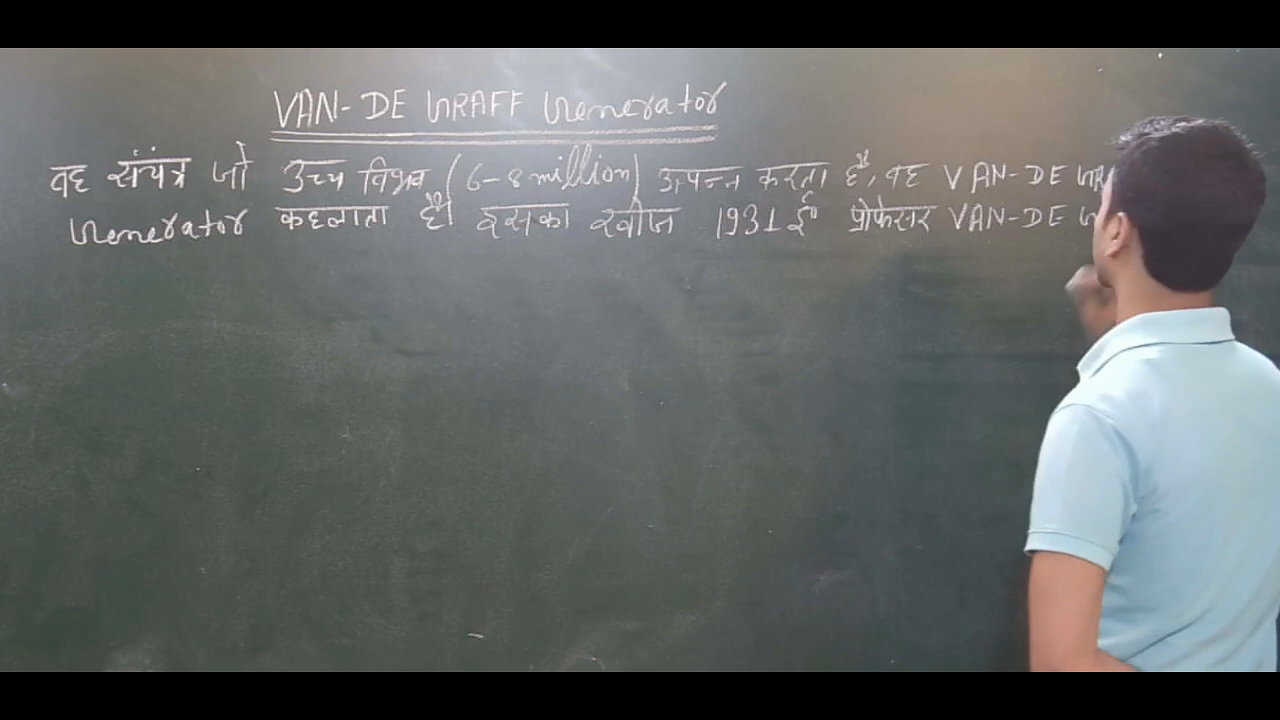 VAN-DE GRAFF Generator
वह संयंत्र जो उच्च विभव (6-8 million) उत्पन्न करता है, वह VAN-DE GRA
Generator कहलाता है। इसका खोज 1931 ई० प्रोफेसर VAN-DE G